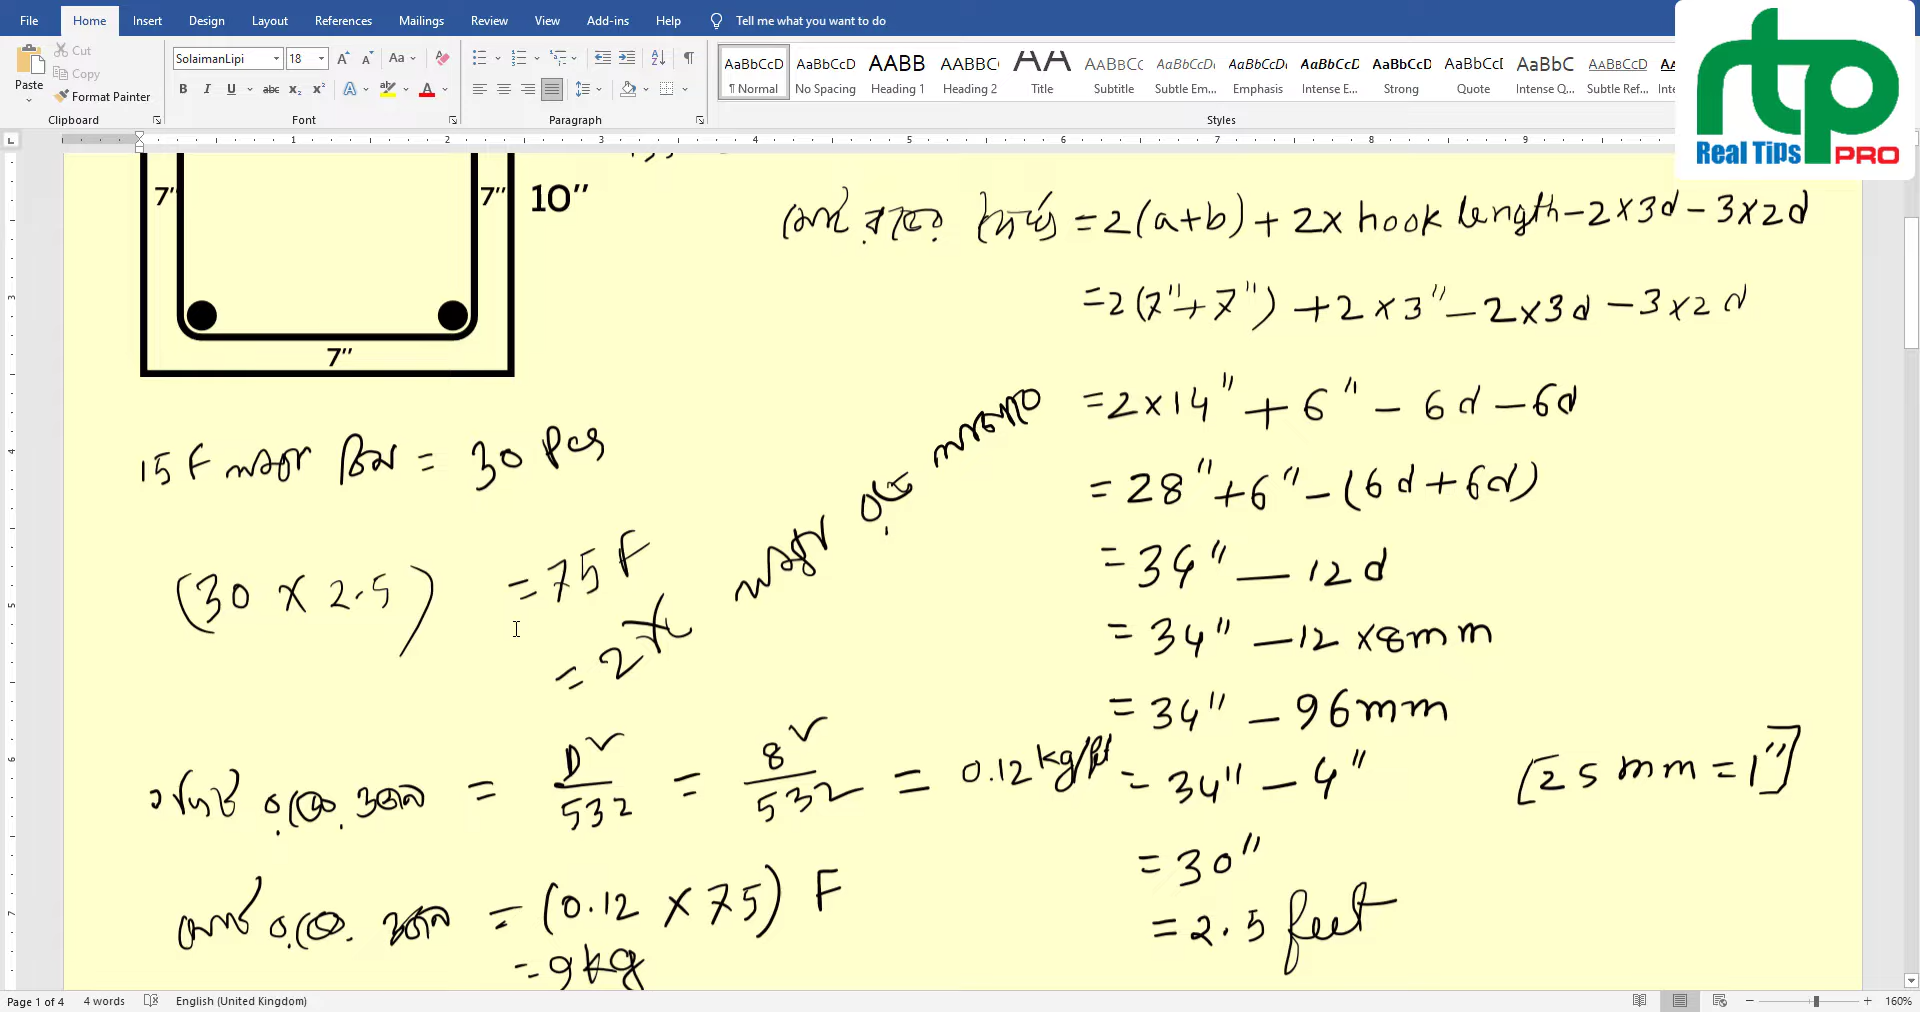 File Home Insert Design Layout References Mailings Review View Add-ins Help Tell me what you want to do
Paste Cut Copy Format Painter
SolaimanLipi 18
AaBbCcD AaBbCcD AABB AABBC AA AaBbCc AaBbCcD AaBbCcD AaBbCcD AaBbCcD AaBbCcD AaBbC AaBbCcD
¶ Normal No Spacing Heading 1 Heading 2 Title Subtitle Subtle Em... Emphasis Intense E... Strong Quote Intense Q... Subtle Ref...
Clipboard Font Paragraph Styles
rtp
Real Tips PRO
7" 7" 10"
7"
= 2(a+b) + 2x hook length - 2x3d - 3x2d
= 2(7"+7") + 2x3" - 2x3d - 3x2d
= 2x14" + 6" - 6d - 6d
= 28" + 6" - (6d + 6d)
= 34" - 12d
= 34" - 12 x8mm
= 34" - 96mm
= 34" - 4" [25mm = 1"]
= 30"
= 2.5 feet
15 F = 30 Pcs
(30 x 2.5) = 75 F
= D²/532 = 8²/532 = 0.12 kg/
= (0.12 x 75) F
= 9kg
Page 1 of 4 4 words English (United Kingdom) 160%